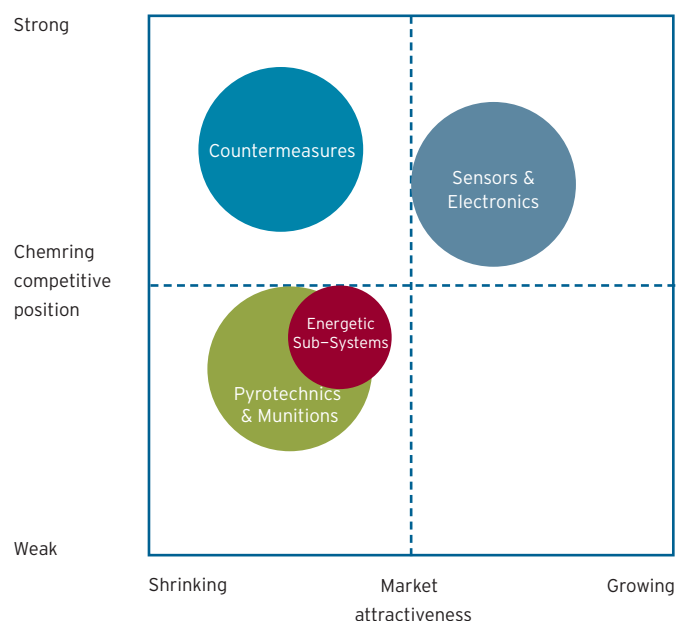 Strong
Countermeasures
Sensors &
Electronics
Chemring
competitive
position
Energetic
Sub–Systems
Pyrotechnics
& Munitions
Weak
Shrinking
Market
attractiveness
Growing